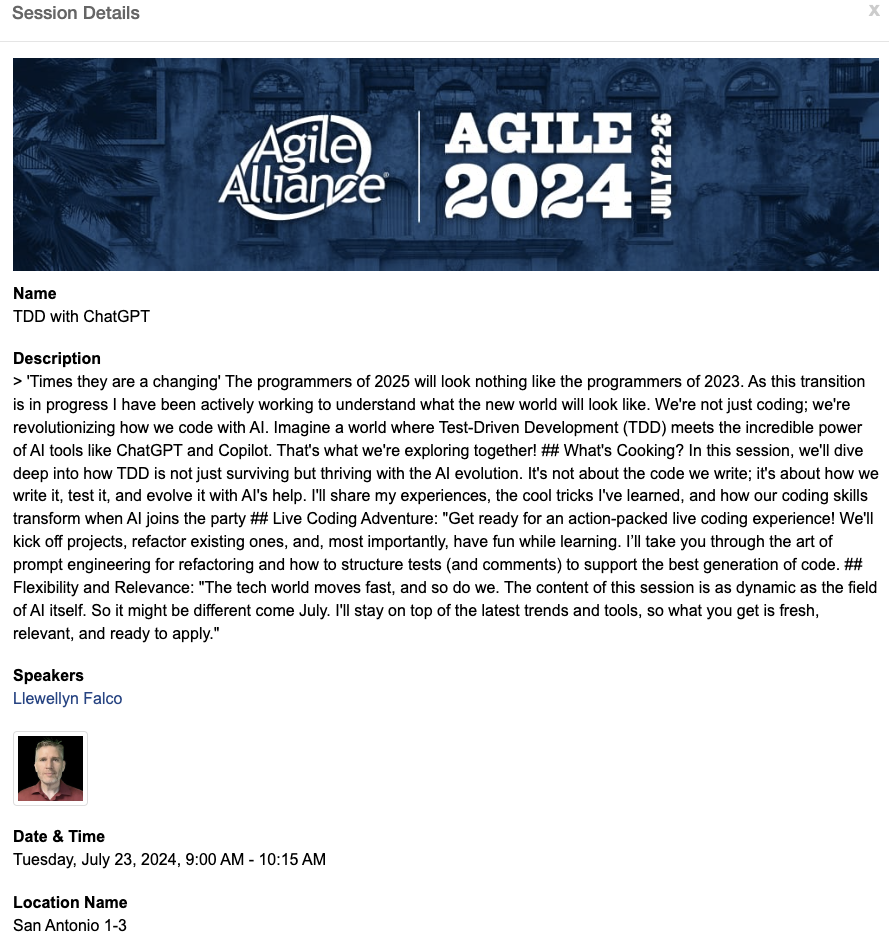 Session Details
x
Agile
Alliance®
AGILE
2024
JULY 22-26
Name
TDD with ChatGPT
Description
> 'Times they are a changing' The programmers of 2025 will look nothing like the programmers of 2023. As this transition
is in progress I have been actively working to understand what the new world will look like. We're not just coding; we're
revolutionizing how we code with AI. Imagine a world where Test-Driven Development (TDD) meets the incredible power
of AI tools like ChatGPT and Copilot. That's what we're exploring together! ## What's Cooking? In this session, we'll dive
deep into how TDD is not just surviving but thriving with the AI evolution. It's not about the code we write; it's about how we
write it, test it, and evolve it with AI's help. I'll share my experiences, the cool tricks I've learned, and how our coding skills
transform when AI joins the party ## Live Coding Adventure: "Get ready for an action-packed live coding experience! We'll
kick off projects, refactor existing ones, and, most importantly, have fun while learning. I’ll take you through the art of
prompt engineering for refactoring and how to structure tests (and comments) to support the best generation of code. ##
Flexibility and Relevance: "The tech world moves fast, and so do we. The content of this session is as dynamic as the field
of AI itself. So it might be different come July. I'll stay on top of the latest trends and tools, so what you get is fresh,
relevant, and ready to apply."
Speakers
Llewellyn Falco
Date & Time
Tuesday, July 23, 2024, 9:00 AM - 10:15 AM
Location Name
San Antonio 1-3